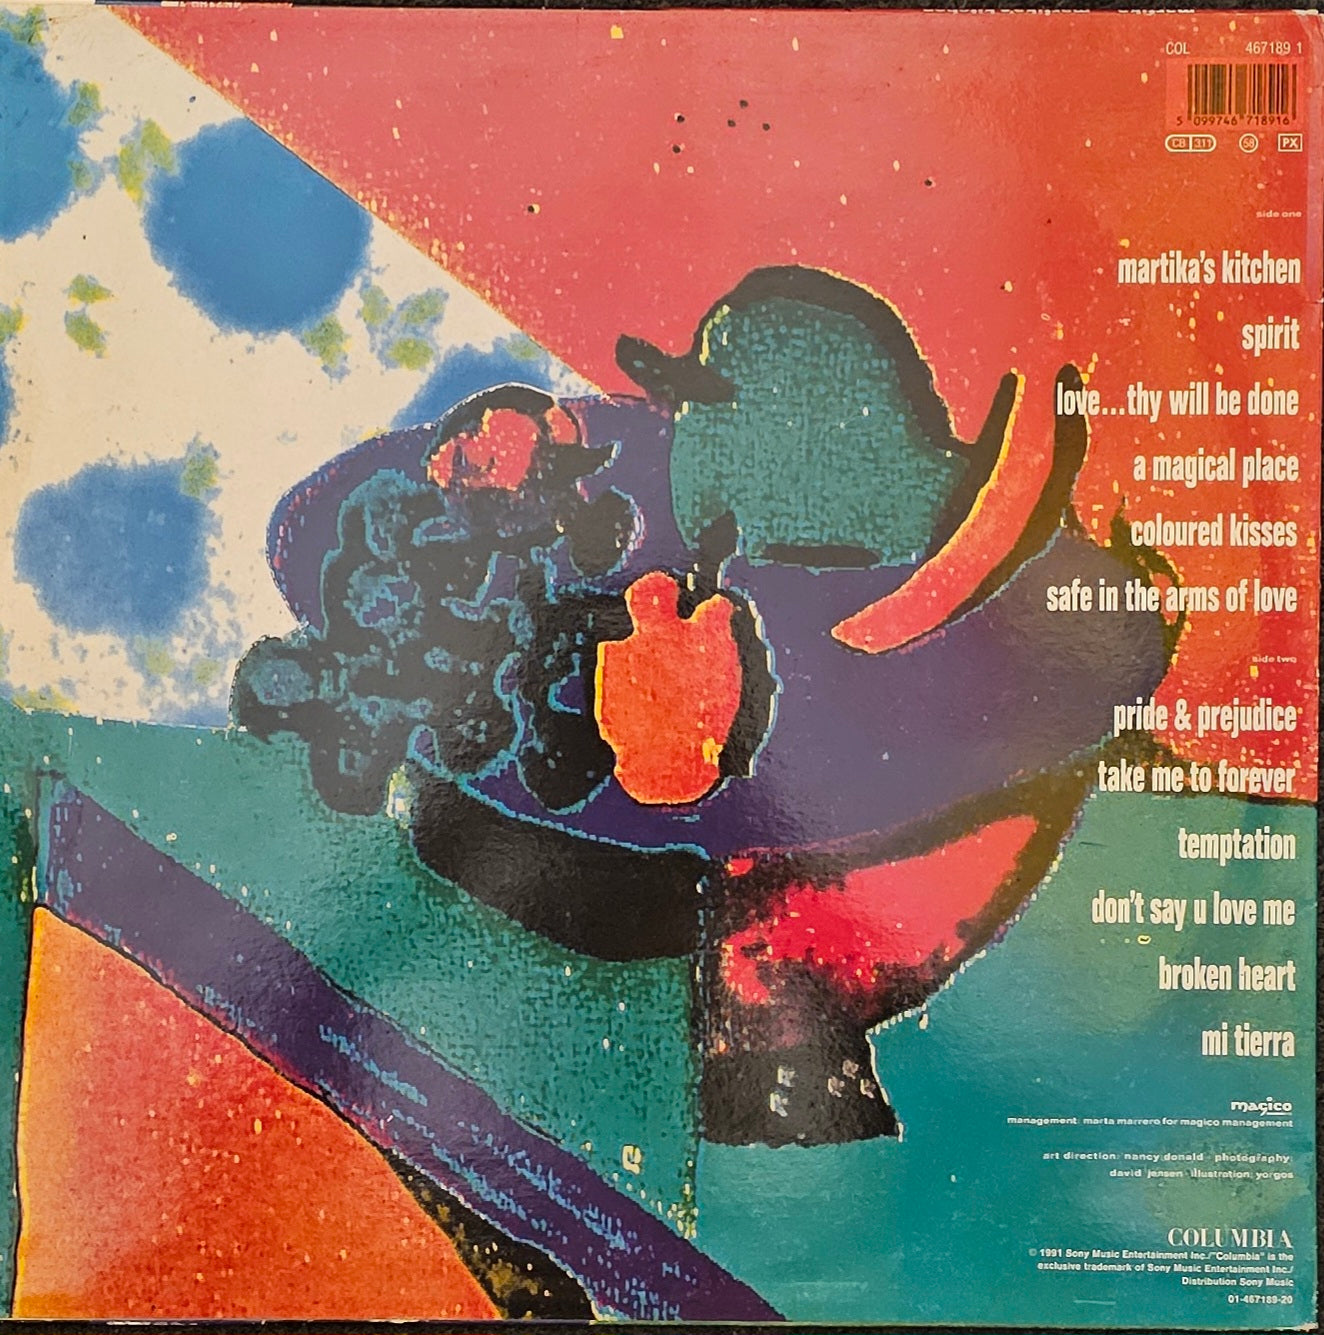 COL 467189 1
5 099746 718916
CB 311 58 PX
side one
martika's kitchen
spirit
love...thy will be done
a magical place
coloured kisses
safe in the arms of love
side two
pride & prejudice
take me to forever
temptation
don't say u love me
broken heart
mi tierra
magico
management: marta marrero for magico management
art direction: nancy donald photography:
david jensen illustration: yorgos
COLUMBIA
© 1991 Sony Music Entertainment Inc./"Columbia" is the
exclusive trademark of Sony Music Entertainment Inc./
Distribution Sony Music
01-467189-20